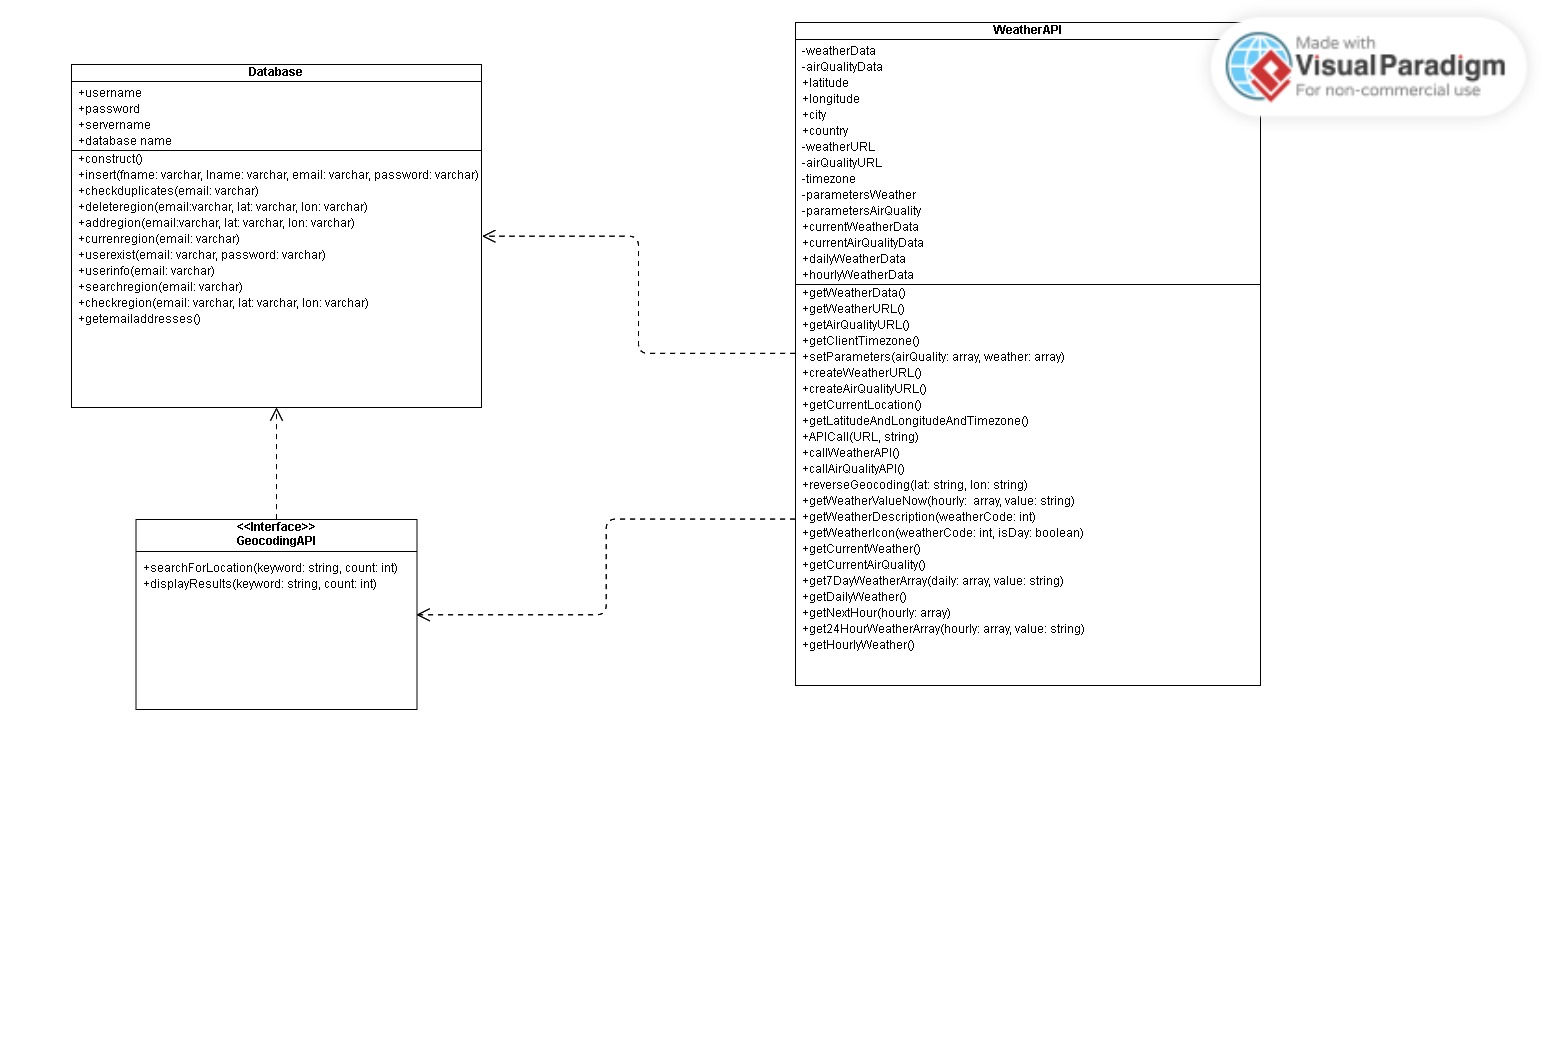 Database
+username
+password
+servername
+database name
+construct()
+insert(fname: varchar, lname: varchar, email: varchar, password: varchar)
+checkduplicates(email: varchar)
+deleteregion(email:varchar, lat: varchar, lon: varchar)
+addregion(email:varchar, lat: varchar, lon: varchar)
+currenregion(email: varchar)
+userexist(email: varchar, password: varchar)
+userinfo(email: varchar)
+searchregion(email: varchar)
+checkregion(email: varchar, lat: varchar, lon: varchar)
+getemailaddresses()
<<Interface>>
GeocodingAPI
+searchForLocation(keyword: string, count: int)
+displayResults(keyword: string, count: int)
WeatherAPI
-weatherData
-airQualityData
+latitude
+longitude
+city
+country
-weatherURL
-airQualityURL
-timezone
-parametersWeather
-parametersAirQuality
+currentWeatherData
+currentAirQualityData
+dailyWeatherData
+hourlyWeatherData
+getWeatherData()
+getWeatherURL()
+getAirQualityURL()
+getClientTimezone()
+setParameters(airQuality: array, weather: array)
+createWeatherURL()
+createAirQualityURL()
+getCurrentLocation()
+getLatitudeAndLongitudeAndTimezone()
+APICall(URL, string)
+callWeatherAPI()
+callAirQualityAPI()
+reverseGeocoding(lat: string, lon: string)
+getWeatherValueNow(hourly:  array, value: string)
+getWeatherDescription(weatherCode: int)
+getWeatherIcon(weatherCode: int, isDay: boolean)
+getCurrentWeather()
+getCurrentAirQuality()
+get7DayWeatherArray(daily: array, value: string)
+getDailyWeather()
+getNextHour(hourly: array)
+get24HourWeatherArray(hourly: array, value: string)
+getHourlyWeather()
Made with
Visual Paradigm
For non-commercial use